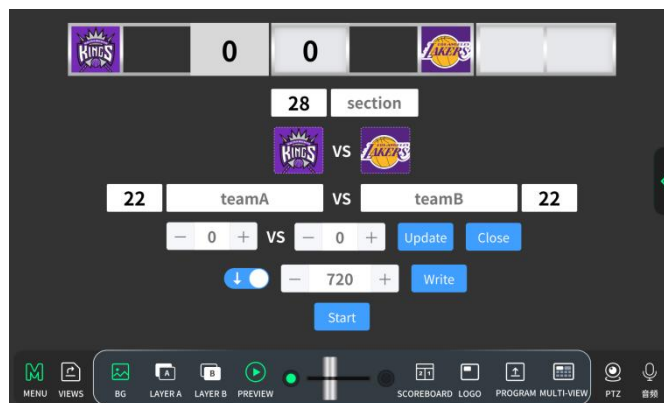 KINGS 0 0 LOS ANGELES LAKERS
28 section
KINGS VS LAKERS
22 teamA VS teamB 22
− 0 + VS − 0 + Update Close
↓ − 720 + Write
Start
A B 2 1
MENU VIEWS BG LAYER A LAYER B PREVIEW SCOREBOARD LOGO PROGRAM MULTI-VIEW PTZ 音频